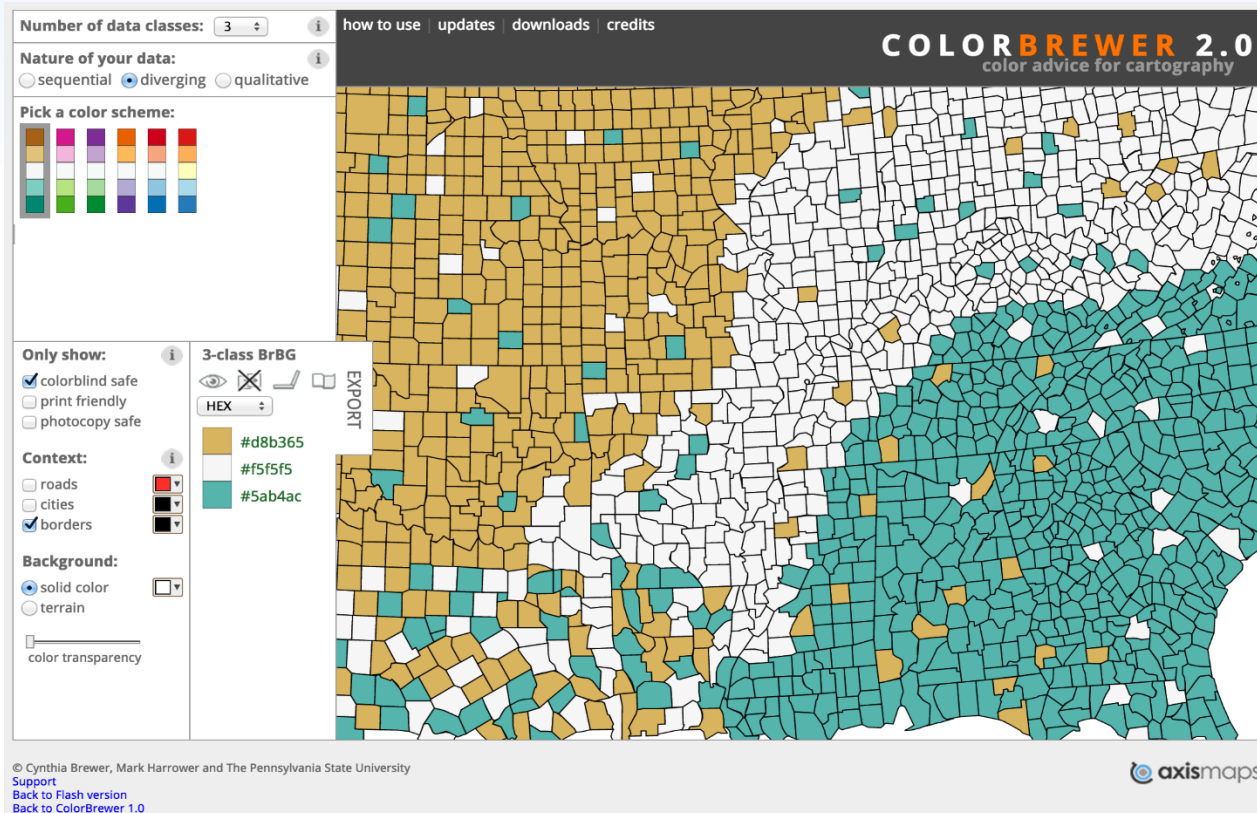 Number of data classes: 3 i
how to use | updates | downloads | credits
COLORBREWER 2.0
color advice for cartography
Nature of your data: i
sequential diverging qualitative
Pick a color scheme:
Only show: i
colorblind safe
print friendly
photocopy safe
Context: i
roads
cities
borders
Background:
solid color
terrain
color transparency
3-class BrBG
EXPORT
HEX
#d8b365
#f5f5f5
#5ab4ac
© Cynthia Brewer, Mark Harrower and The Pennsylvania State University
Support
Back to Flash version
Back to ColorBrewer 1.0
axismaps